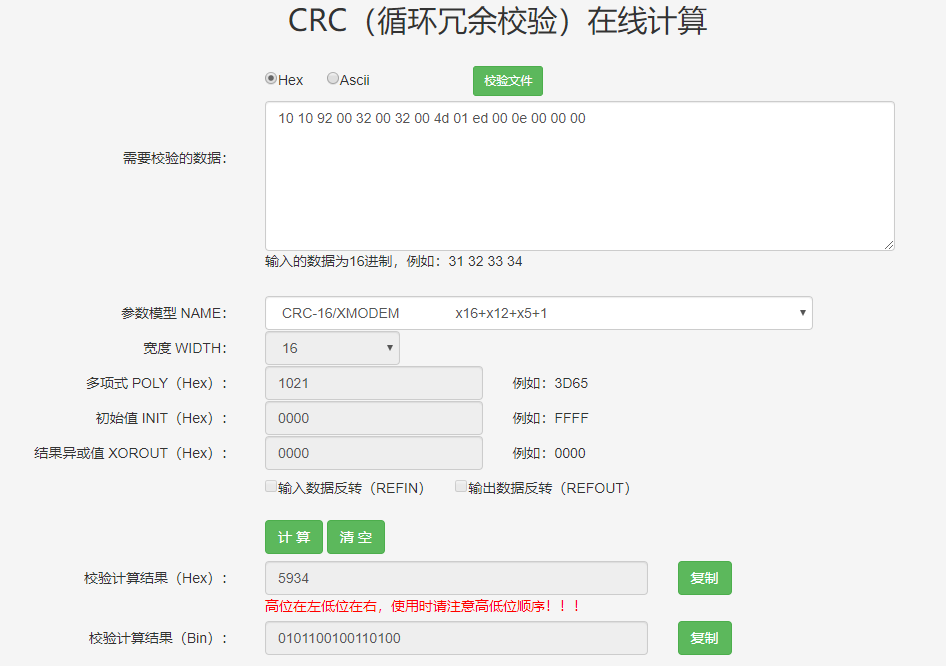 CRC（循环冗余校验）在线计算
Hex Ascii 校验文件
10 10 92 00 32 00 32 00 4d 01 ed 00 0e 00 00 00
需要校验的数据：
输入的数据为16进制，例如：31 32 33 34
参数模型 NAME： CRC-16/XMODEM x16+x12+x5+1
宽度 WIDTH： 16
多项式 POLY（Hex）： 1021 例如：3D65
初始值 INIT（Hex）： 0000 例如：FFFF
结果异或值 XOROUT（Hex）： 0000 例如：0000
输入数据反转（REFIN） 输出数据反转（REFOUT）
计 算 清 空
校验计算结果（Hex）： 5934 复制
高位在左低位在右，使用时请注意高低位顺序！！！
校验计算结果（Bin）： 0101100100110100 复制